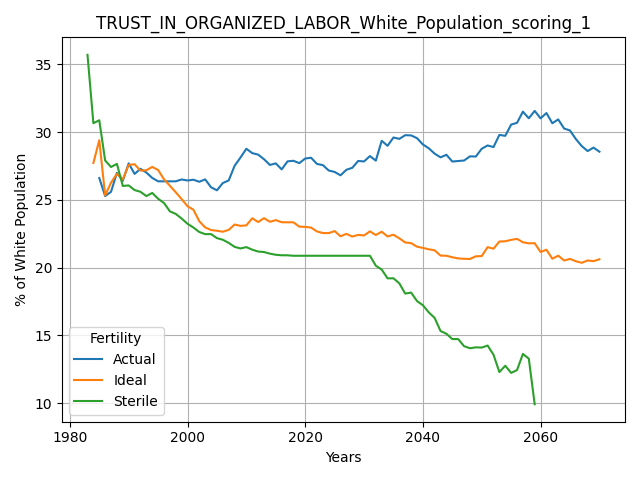 TRUST_IN_ORGANIZED_LABOR_White_Population_scoring_1
% of White Population
35
30
25
20
15
10
Fertility
Actual
Ideal
Sterile
1980
2000
2020
2040
2060
Years